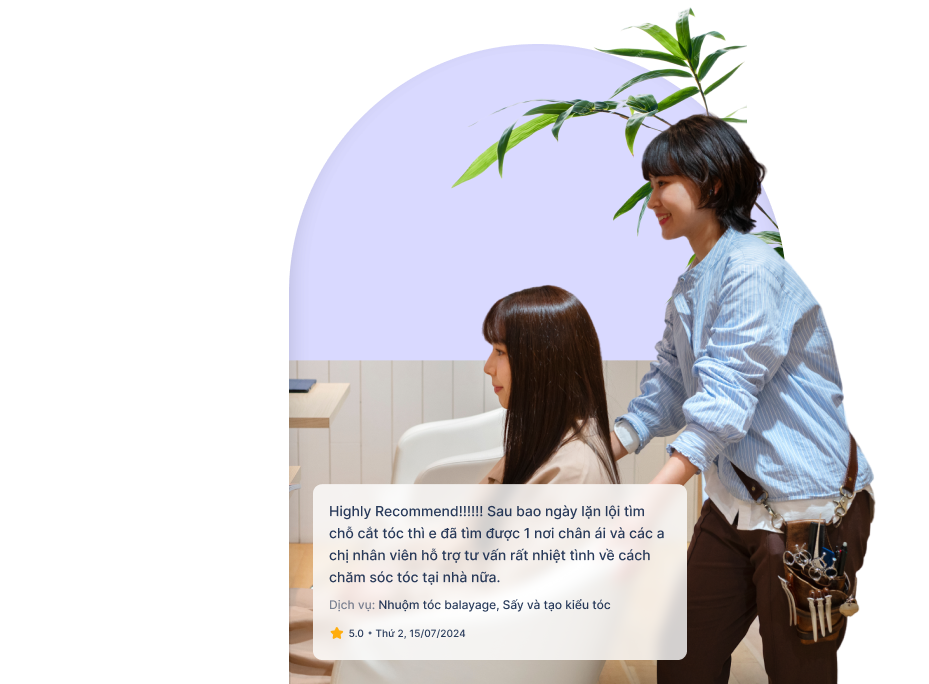 Highly Recommend!!!!!! Sau bao ngày lặn lội tìm
chỗ cắt tóc thì e đã tìm được 1 nơi chân ái và các a
chị nhân viên hỗ trợ tư vấn rất nhiệt tình về cách
chăm sóc tóc tại nhà nữa.
Dịch vụ: Nhuộm tóc balayage, Sấy và tạo kiểu tóc
5.0 • Thứ 2, 15/07/2024